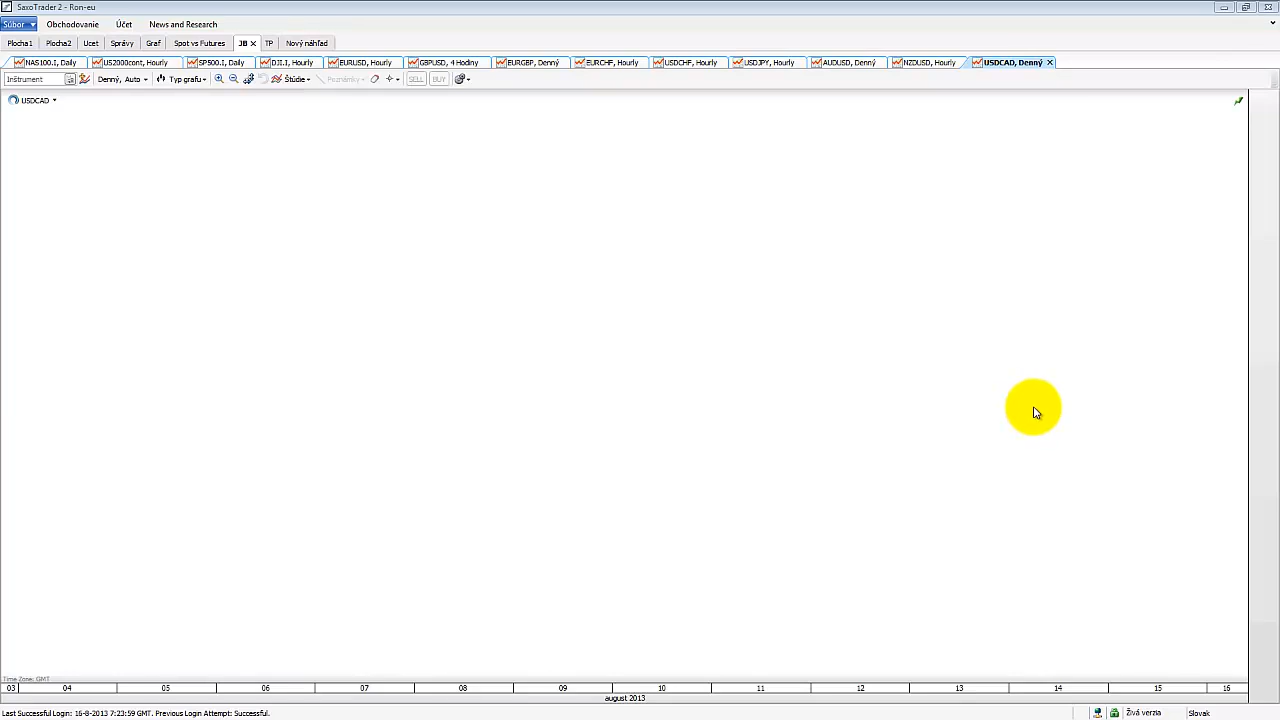 SaxoTrader 2 - Ron-eu
Súbor Obchodovanie Účet News and Research
Plocha1 Plocha2 Ucet Správy Graf Spot vs Futures JB TP Nový náhľad
NAS100.I, Daily US2000cont, Hourly SP500.I, Daily DJI.I, Hourly EURUSD, Hourly GBPUSD, 4 Hodiny EURGBP, Denný EURCHF, Hourly USDCHF, Hourly USDJPY, Hourly AUDUSD, Denný NZDUSD, Hourly USDCAD, Denný
Inštrument Denný, Auto Typ grafu Štúdie Poznámky SELL BUY
USDCAD
Time Zone: GMT
03 04 05 06 07 08 09 10 11 12 13 14 15 16
august 2013
Last Successful Login: 16-8-2013 7:23:59 GMT. Previous Login Attempt: Successful. Živá verzia Slovak